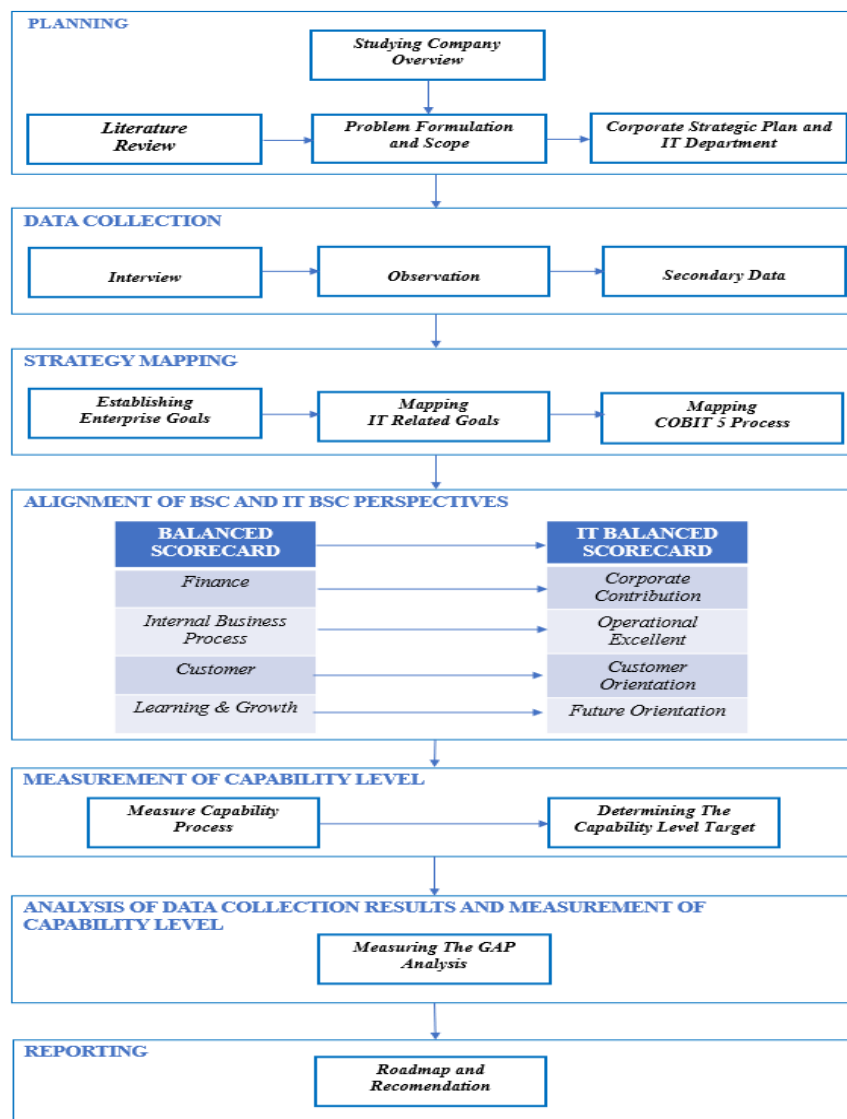 PLANNING
Studying Company
Overview
Literature
Review
Problem Formulation
and Scope
Corporate Strategic Plan and
IT Department
DATA COLLECTION
Interview
Observation
Secondary Data
STRATEGY MAPPING
Establishing
Enterprise Goals
Mapping
IT Related Goals
Mapping
COBIT 5 Process
ALIGNMENT OF BSC AND IT BSC PERSPECTIVES
BALANCED
SCORECARD
IT BALANCED
SCORECARD
Finance
Corporate
Contribution
Internal Business
Process
Operational
Excellent
Customer
Customer
Orientation
Learning & Growth
Future Orientation
MEASUREMENT OF CAPABILITY LEVEL
Measure Capability
Process
Determining The
Capability Level Target
ANALYSIS OF DATA COLLECTION RESULTS AND MEASUREMENT OF
CAPABILITY LEVEL
Measuring The GAP
Analysis
REPORTING
Roadmap and
Recomendation